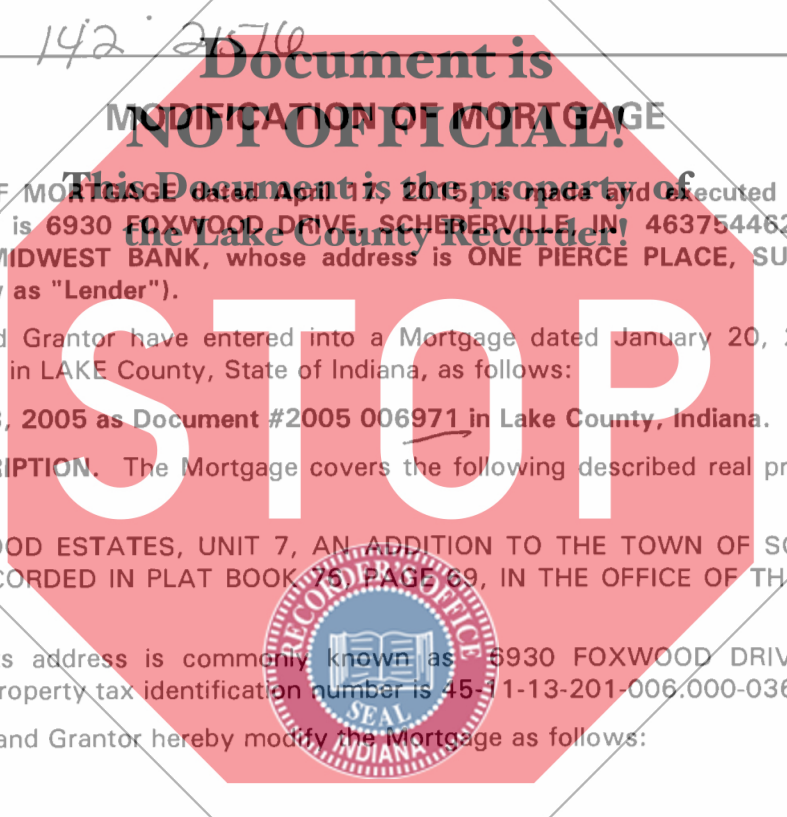 142 21516
Document is
MODIFICATION OF MORTGAGE
NOT OFFICIAL!
This Document is the property of
F MORTGAGE dated April 17, 2015, is made and executed
the Lake County Recorder!
is 6930 FOXWOOD DRIVE, SCHERERVILLE, IN 46375446
MIDWEST BANK, whose address is ONE PIERCE PLACE, SU
as "Lender").
d Grantor have entered into a Mortgage dated January 20,
in LAKE County, State of Indiana, as follows:
STOP
, 2005 as Document #2005 006971 in Lake County, Indiana.
RIPTION. The Mortgage covers the following described real pr
OOD ESTATES, UNIT 7, AN ADDITION TO THE TOWN OF SC
CORDED IN PLAT BOOK 75, PAGE 69, IN THE OFFICE OF TH
RECORDER'S OFFICE
SEAL
INDIANA
s address is commonly known as 6930 FOXWOOD DRIV
roperty tax identification number is 45-11-13-201-006.000-036
and Grantor hereby modify the Mortgage as follows: